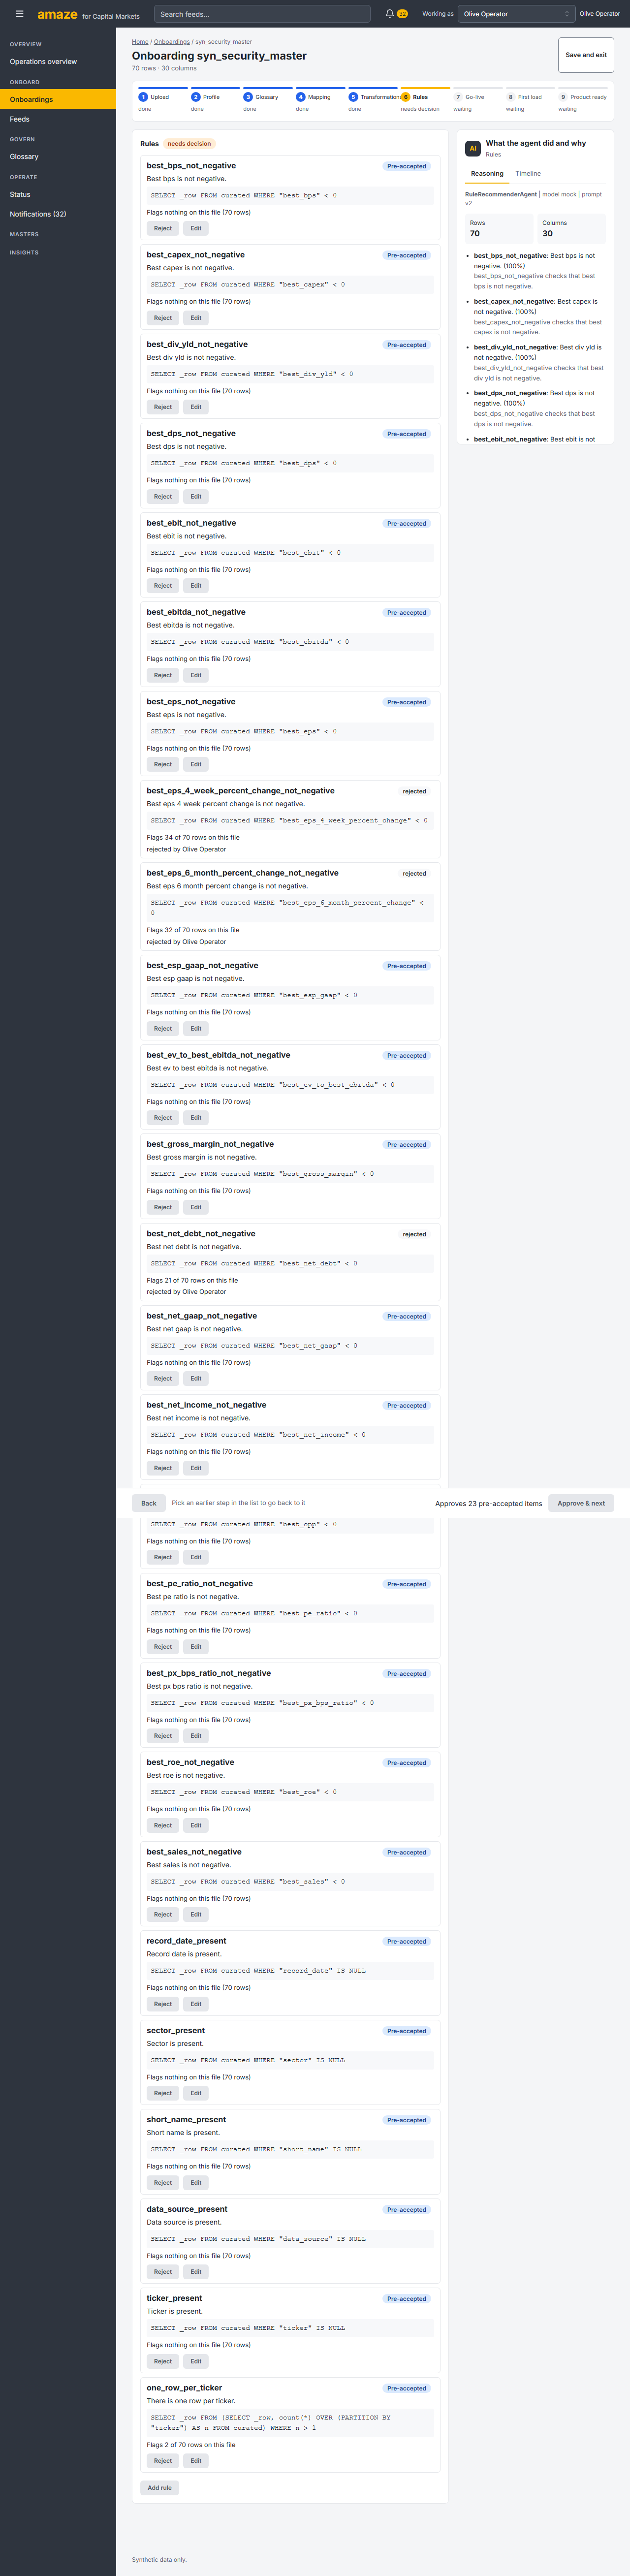 amaze for Capital Markets
Search feeds...
32
Working as
Olive Operator
Olive Operator
OVERVIEW
Operations overview
ONBOARD
Onboardings
Feeds
GOVERN
Glossary
OPERATE
Status
Notifications (32)
MASTERS
INSIGHTS
Home / Onboardings / syn_security_master
Onboarding syn_security_master
70 rows · 30 columns
Save and exit
1 Upload
done
2 Profile
done
3 Glossary
done
4 Mapping
done
5 Transformation
done
6 Rules
needs decision
7 Go-live
waiting
8 First load
waiting
9 Product ready
waiting
Rules needs decision
best_bps_not_negative Pre-accepted
Best bps is not negative.
SELECT _row FROM curated WHERE "best_bps" < 0
Flags nothing on this file (70 rows)
Reject Edit
best_capex_not_negative Pre-accepted
Best capex is not negative.
SELECT _row FROM curated WHERE "best_capex" < 0
Flags nothing on this file (70 rows)
Reject Edit
best_div_yld_not_negative Pre-accepted
Best div yld is not negative.
SELECT _row FROM curated WHERE "best_div_yld" < 0
Flags nothing on this file (70 rows)
Reject Edit
best_dps_not_negative Pre-accepted
Best dps is not negative.
SELECT _row FROM curated WHERE "best_dps" < 0
Flags nothing on this file (70 rows)
Reject Edit
best_ebit_not_negative Pre-accepted
Best ebit is not negative.
SELECT _row FROM curated WHERE "best_ebit" < 0
Flags nothing on this file (70 rows)
Reject Edit
best_ebitda_not_negative Pre-accepted
Best ebitda is not negative.
SELECT _row FROM curated WHERE "best_ebitda" < 0
Flags nothing on this file (70 rows)
Reject Edit
best_eps_not_negative Pre-accepted
Best eps is not negative.
SELECT _row FROM curated WHERE "best_eps" < 0
Flags nothing on this file (70 rows)
Reject Edit
best_eps_4_week_percent_change_not_negative rejected
Best eps 4 week percent change is not negative.
SELECT _row FROM curated WHERE "best_eps_4_week_percent_change" < 0
Flags 34 of 70 rows on this file
rejected by Olive Operator
best_eps_6_month_percent_change_not_negative rejected
Best eps 6 month percent change is not negative.
SELECT _row FROM curated WHERE "best_eps_6_month_percent_change" <
0
Flags 32 of 70 rows on this file
rejected by Olive Operator
best_esp_gaap_not_negative Pre-accepted
Best esp gaap is not negative.
SELECT _row FROM curated WHERE "best_esp_gaap" < 0
Flags nothing on this file (70 rows)
Reject Edit
best_ev_to_best_ebitda_not_negative Pre-accepted
Best ev to best ebitda is not negative.
SELECT _row FROM curated WHERE "best_ev_to_best_ebitda" < 0
Flags nothing on this file (70 rows)
Reject Edit
best_gross_margin_not_negative Pre-accepted
Best gross margin is not negative.
SELECT _row FROM curated WHERE "best_gross_margin" < 0
Flags nothing on this file (70 rows)
Reject Edit
best_net_debt_not_negative rejected
Best net debt is not negative.
SELECT _row FROM curated WHERE "best_net_debt" < 0
Flags 21 of 70 rows on this file
rejected by Olive Operator
best_net_gaap_not_negative Pre-accepted
Best net gaap is not negative.
SELECT _row FROM curated WHERE "best_net_gaap" < 0
Flags nothing on this file (70 rows)
Reject Edit
best_net_income_not_negative Pre-accepted
Best net income is not negative.
SELECT _row FROM curated WHERE "best_net_income" < 0
Flags nothing on this file (70 rows)
Reject Edit
Back Pick an earlier step in the list to go back to it Approves 23 pre-accepted items Approve & next
SELECT _row FROM curated WHERE "best_opp" < 0
Flags nothing on this file (70 rows)
Reject Edit
best_pe_ratio_not_negative Pre-accepted
Best pe ratio is not negative.
SELECT _row FROM curated WHERE "best_pe_ratio" < 0
Flags nothing on this file (70 rows)
Reject Edit
best_px_bps_ratio_not_negative Pre-accepted
Best px bps ratio is not negative.
SELECT _row FROM curated WHERE "best_px_bps_ratio" < 0
Flags nothing on this file (70 rows)
Reject Edit
best_roe_not_negative Pre-accepted
Best roe is not negative.
SELECT _row FROM curated WHERE "best_roe" < 0
Flags nothing on this file (70 rows)
Reject Edit
best_sales_not_negative Pre-accepted
Best sales is not negative.
SELECT _row FROM curated WHERE "best_sales" < 0
Flags nothing on this file (70 rows)
Reject Edit
record_date_present Pre-accepted
Record date is present.
SELECT _row FROM curated WHERE "record_date" IS NULL
Flags nothing on this file (70 rows)
Reject Edit
sector_present Pre-accepted
Sector is present.
SELECT _row FROM curated WHERE "sector" IS NULL
Flags nothing on this file (70 rows)
Reject Edit
short_name_present Pre-accepted
Short name is present.
SELECT _row FROM curated WHERE "short_name" IS NULL
Flags nothing on this file (70 rows)
Reject Edit
data_source_present Pre-accepted
Data source is present.
SELECT _row FROM curated WHERE "data_source" IS NULL
Flags nothing on this file (70 rows)
Reject Edit
ticker_present Pre-accepted
Ticker is present.
SELECT _row FROM curated WHERE "ticker" IS NULL
Flags nothing on this file (70 rows)
Reject Edit
one_row_per_ticker Pre-accepted
There is one row per ticker.
SELECT _row FROM (SELECT _row, count(*) OVER (PARTITION BY
"ticker") AS n FROM curated) WHERE n > 1
Flags 2 of 70 rows on this file
Reject Edit
Add rule
AI What the agent did and why
Rules
Reasoning Timeline
RuleRecommenderAgent | model mock | prompt
v2
Rows
70
Columns
30
best_bps_not_negative: Best bps is not
negative. (100%)
best_bps_not_negative checks that best
bps is not negative.
best_capex_not_negative: Best capex is
not negative. (100%)
best_capex_not_negative checks that best
capex is not negative.
best_div_yld_not_negative: Best div yld is
not negative. (100%)
best_div_yld_not_negative checks that best
div yld is not negative.
best_dps_not_negative: Best dps is not
negative. (100%)
best_dps_not_negative checks that best
dps is not negative.
best_ebit_not_negative: Best ebit is not
Synthetic data only.